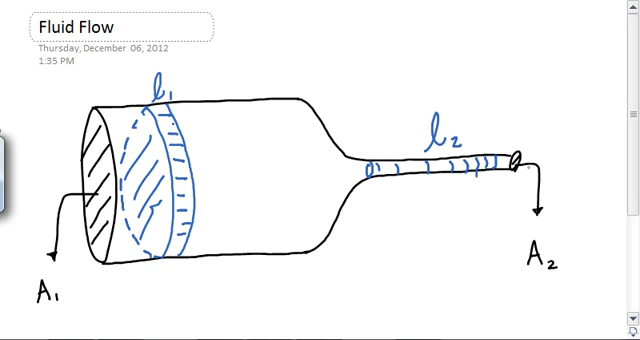 Fluid Flow
Thursday, December 06, 2012
1:35 PM
l₁
l₂
A₁
A₂